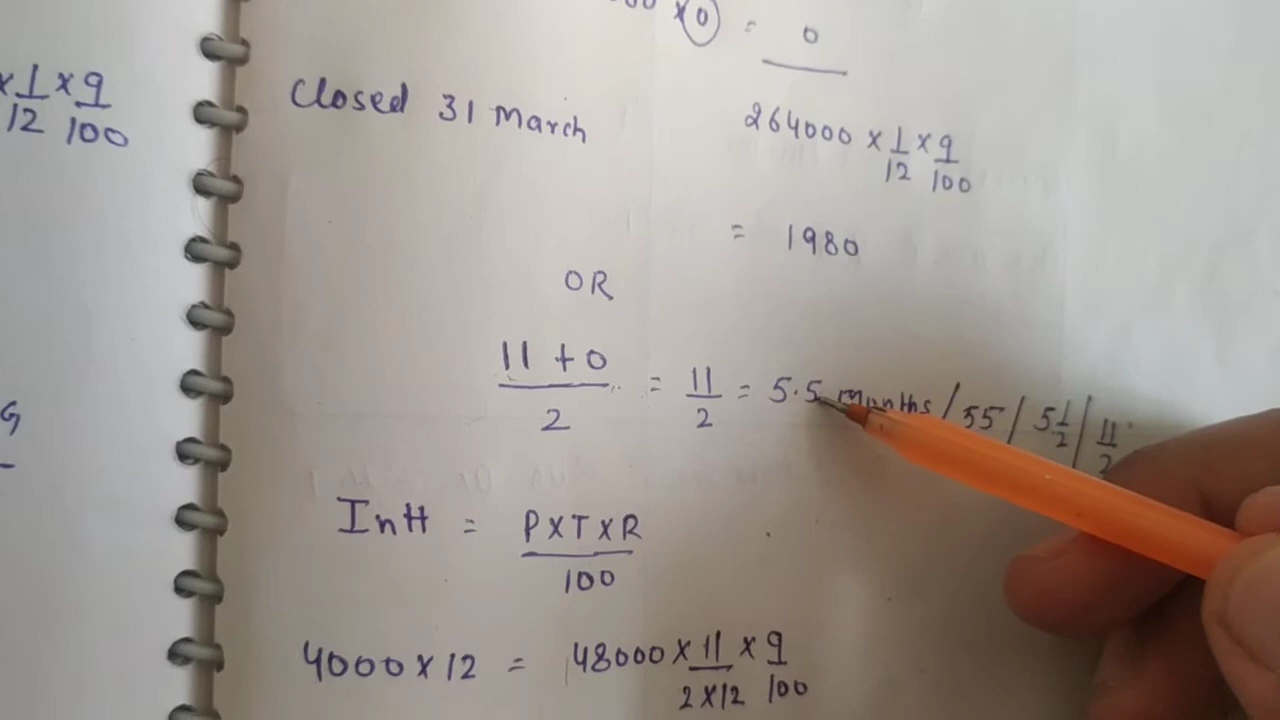 × 0 = 0
× 1/12 × 9/100
Closed 31 March
264000 × 1/12 × 9/100
= 1980
OR
11 + 0 / 2 = 11/2 = 5.5 months / 55 / 5 1/2 / 11/2
Intt = P×T×R / 100
4000 × 12 = 48000 × 11/2×12 × 9/100